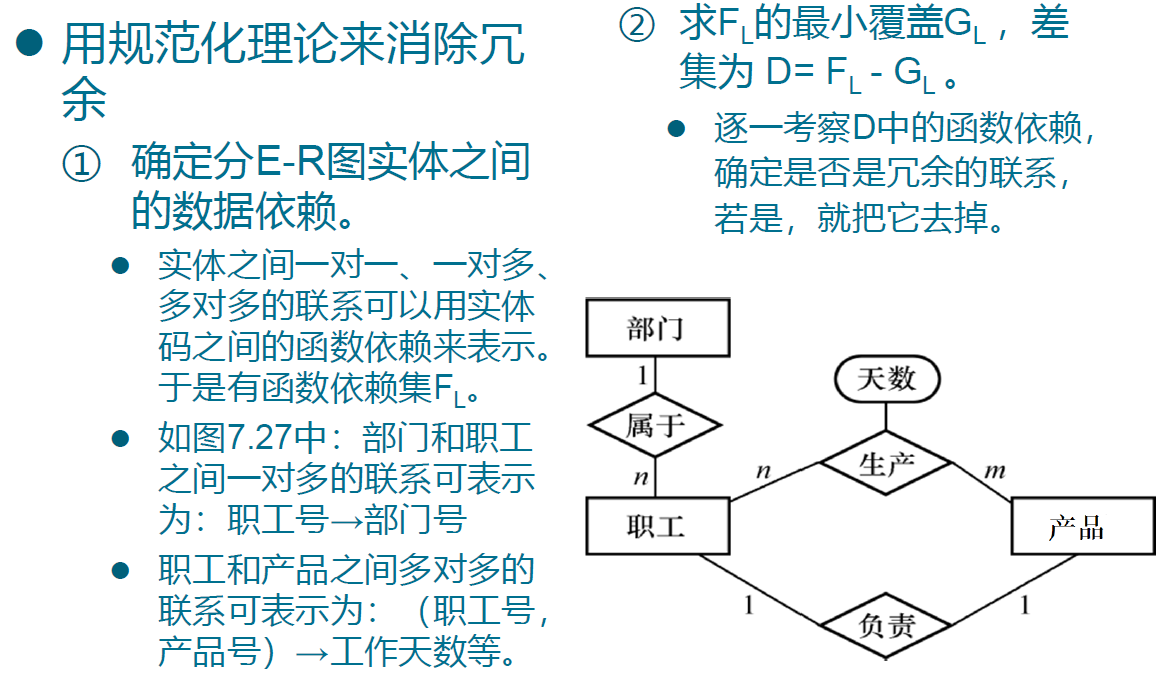 用规范化理论来消除冗
余
① 确定分E-R图实体之间
的数据依赖。
实体之间一对一、一对多、
多对多的联系可以用实体
码之间的函数依赖来表示。
于是有函数依赖集FL。
如图7.27中：部门和职工
之间一对多的联系可表示
为：职工号→部门号
职工和产品之间多对多的
联系可表示为：（职工号，
产品号）→工作天数等。
② 求FL的最小覆盖GL ，差
集为 D= FL - GL 。
逐一考察D中的函数依赖，
确定是否是冗余的联系，
若是，就把它去掉。
部门
1
天数
属于
生产
n
n
m
职工
产品
1
1
负责